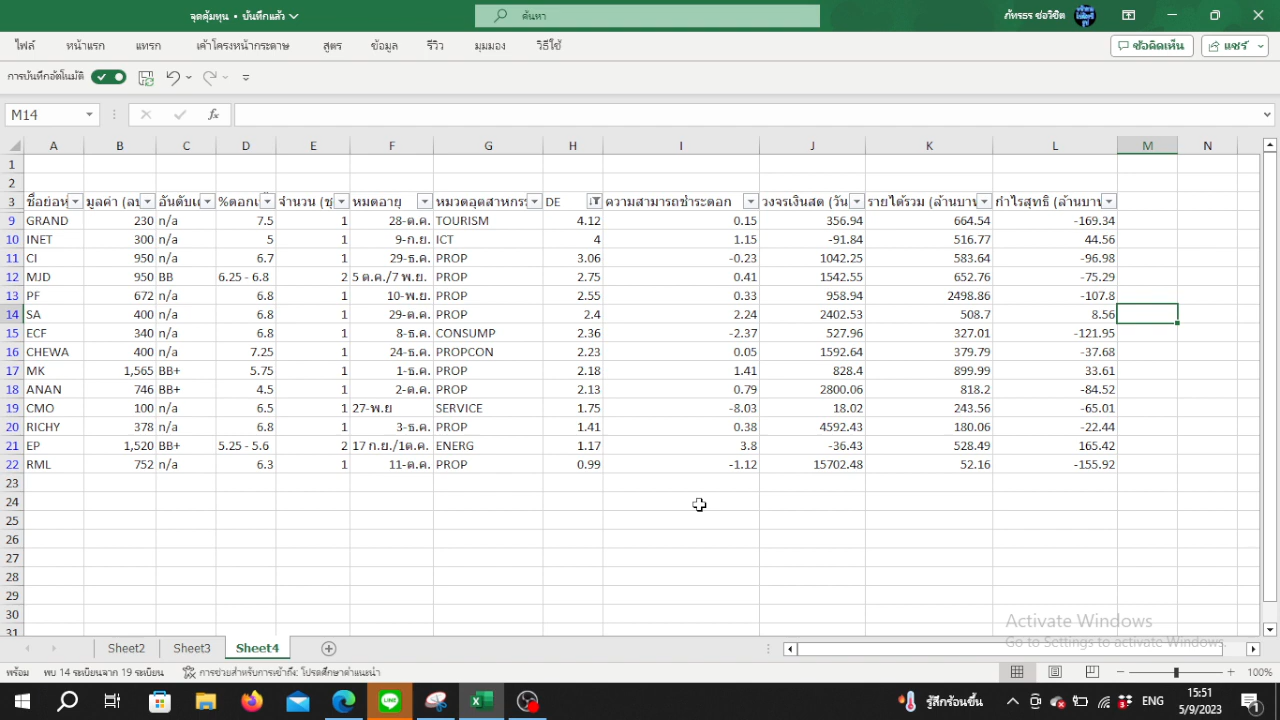 จุดคุ้มทุน • บันทึกแล้ว
ค้นหา
ภัทรธร ช่อวิชิต
ไฟล์ หน้าแรก แทรก เค้าโครงหน้ากระดาษ สูตร ข้อมูล รีวิว มุมมอง วิธีใช้ ข้อคิดเห็น แชร์
การบันทึกอัตโนมัติ
M14 fx
A B C D E F G H I J K L M N
1
2
3 ชื่อย่อห มูลค่า (ลบ อันดับเ %ดอกเ จำนวน (ชุ หมดอายุ หมวดอุตสาหกรร DE ความสามารถชำระดอก วงจรเงินสด (วัน รายได้รวม (ล้านบาท กำไรสุทธิ (ล้านบาท
9 GRAND 230 n/a 7.5 1 28-ต.ค. TOURISM 4.12 0.15 356.94 664.54 -169.34
10 INET 300 n/a 5 1 9-ก.ย. ICT 4 1.15 -91.84 516.77 44.56
11 CI 950 n/a 6.7 1 29-ธ.ค. PROP 3.06 -0.23 1042.25 583.64 -96.98
12 MJD 950 BB 6.25 - 6.8 2 5 ต.ค./7 พ.ย. PROP 2.75 0.41 1542.55 652.76 -75.29
13 PF 672 n/a 6.8 1 10-พ.ย. PROP 2.55 0.33 958.94 2498.86 -107.8
14 SA 400 n/a 6.8 1 29-ต.ค. PROP 2.4 2.24 2402.53 508.7 8.56
15 ECF 340 n/a 6.8 1 8-ธ.ค. CONSUMP 2.36 -2.37 527.96 327.01 -121.95
16 CHEWA 400 n/a 7.25 1 24-ธ.ค. PROPCON 2.23 0.05 1592.64 379.79 -37.68
17 MK 1,565 BB+ 5.75 1 1-ธ.ค. PROP 2.18 1.41 828.4 899.99 33.61
18 ANAN 746 BB+ 4.5 1 2-ต.ค. PROP 2.13 0.79 2800.06 818.2 -84.52
19 CMO 100 n/a 6.5 1 27-พ.ย SERVICE 1.75 -8.03 18.02 243.56 -65.01
20 RICHY 378 n/a 6.8 1 3-ธ.ค. PROP 1.41 0.38 4592.43 180.06 -22.44
21 EP 1,520 BB+ 5.25 - 5.6 2 17 ก.ย./1ต.ค. ENERG 1.17 3.8 -36.43 528.49 165.42
22 RML 752 n/a 6.3 1 11-ต.ค. PROP 0.99 -1.12 15702.48 52.16 -155.92
23
24
25
26
27
28
29
30
31
Activate Windows
Go to Settings to activate Windows.
Sheet2 Sheet3 Sheet4
พร้อม พบ 14 ระเบียนจาก 19 ระเบียน การช่วยสำหรับการเข้าถึง: โปรดศึกษาคำแนะนำ 100%
LINE รู้สึกร้อนขึ้น ENG 15:51
5/9/2023 1